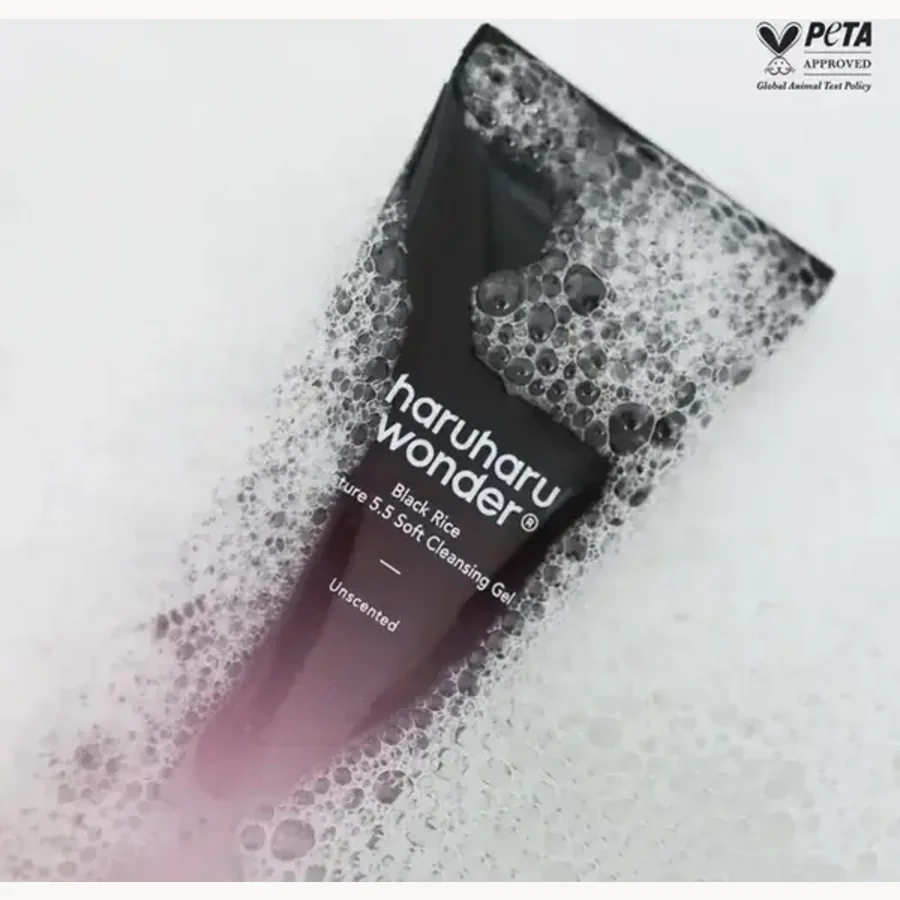 PETA
APPROVED
Global Animal Test Policy
haruharu
wonder®
Black Rice
5.5 Soft Cleansing Gel
Unscented